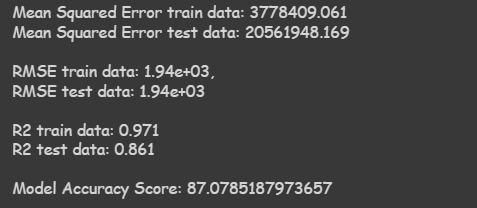 Mean Squared Error train data: 3778409.061
Mean Squared Error test data: 20561948.169
RMSE train data: 1.94e+03,
RMSE test data: 1.94e+03
R2 train data: 0.971
R2 test data: 0.861
Model Accuracy Score: 87.0785187973657